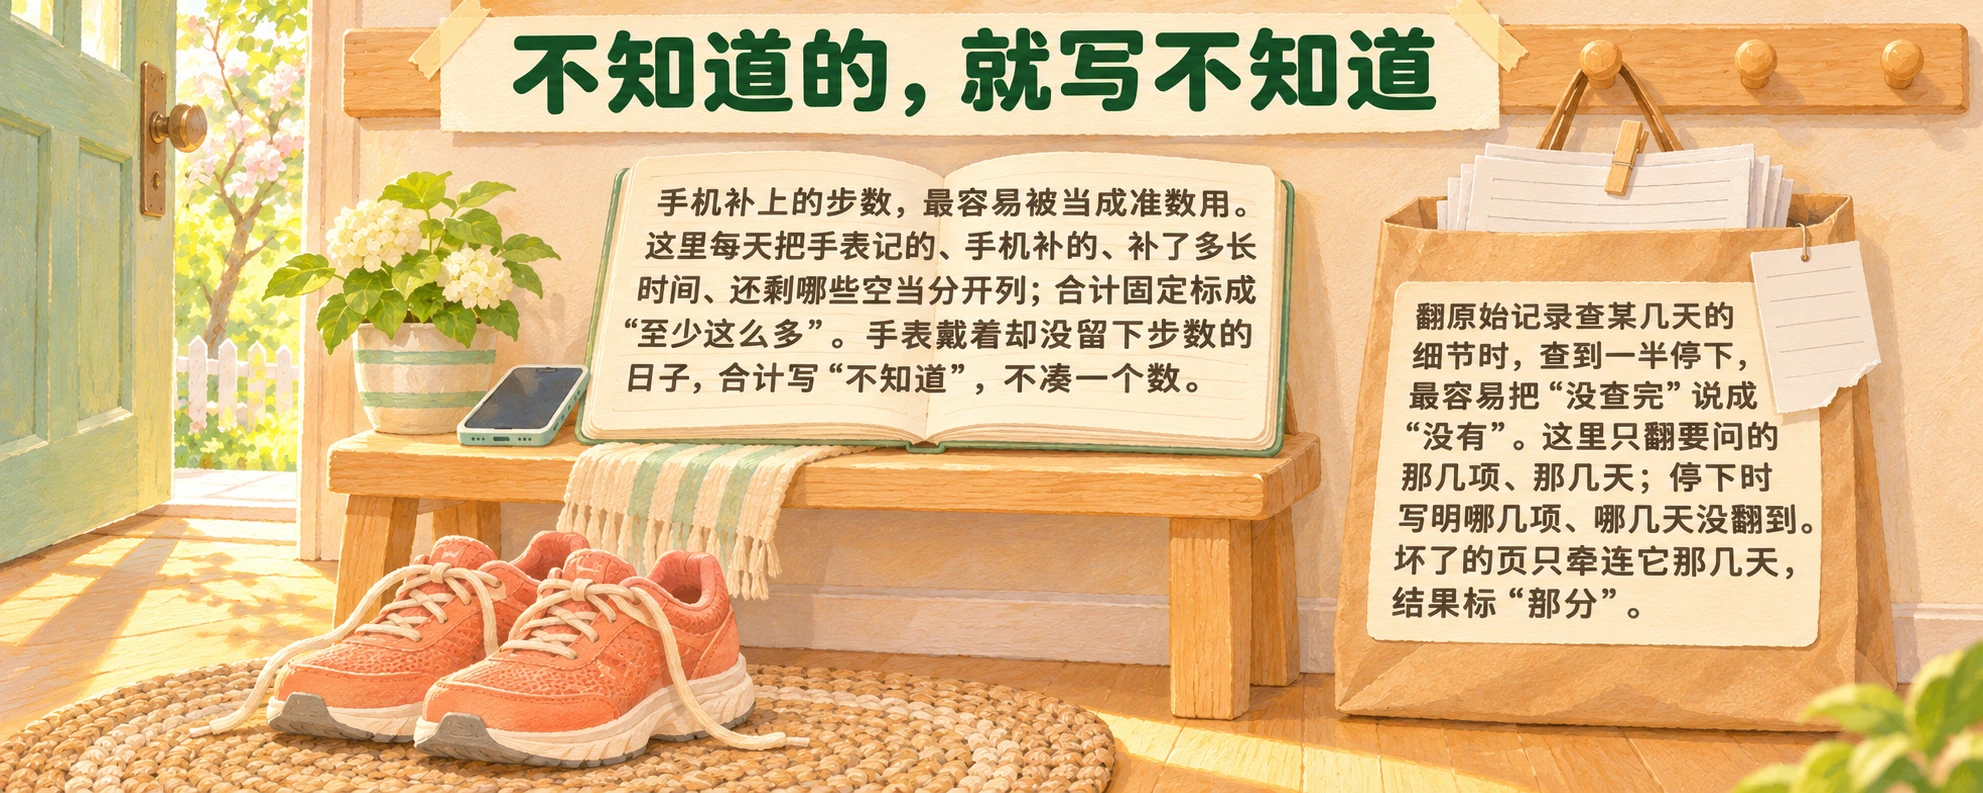 不知道的，就写不知道
手机补上的步数，最容易被当成准数用。
这里每天把手表记的、手机补的、补了多长
时间、还剩哪些空当分开列；合计固定标成
“至少这么多”。手表戴着却没留下步数的
日子，合计写“不知道”，不凑一个数。
翻原始记录查某几天的
细节时，查到一半停下，
最容易把“没查完”说成
“没有”。这里只翻要问的
那几项、那几天；停下时
写明哪几项、哪几天没翻到。
坏了的页只牵连它那几天，
结果标“部分”。